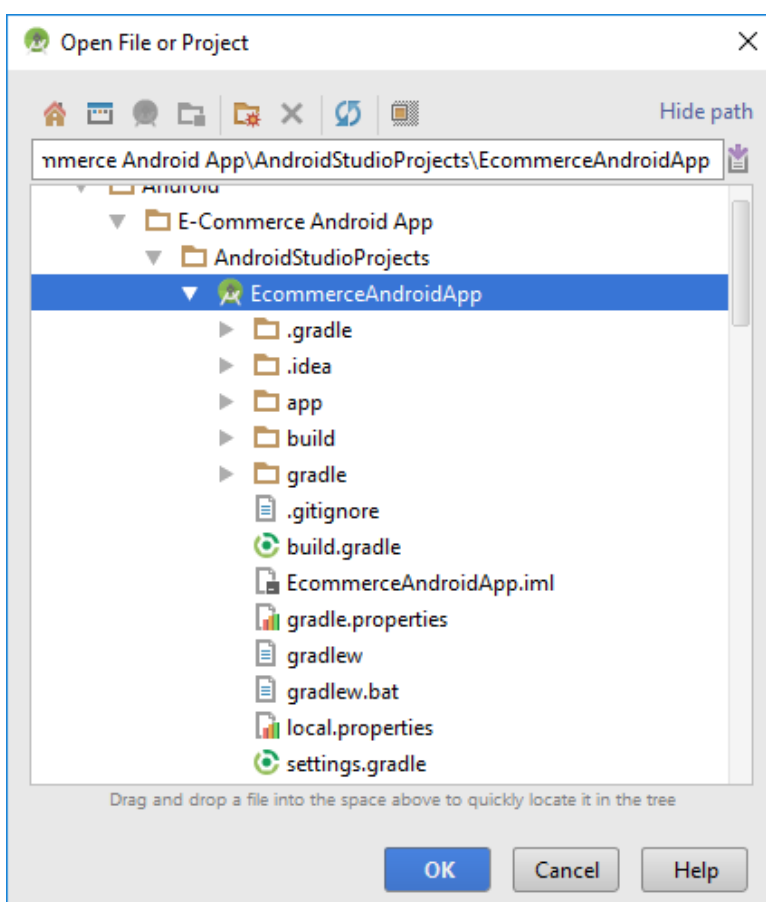 Open File or Project
Hide path
nmerce Android App\AndroidStudioProjects\EcommerceAndroidApp
Android
E-Commerce Android App
AndroidStudioProjects
EcommerceAndroidApp
.gradle
.idea
app
build
gradle
.gitignore
build.gradle
EcommerceAndroidApp.iml
gradle.properties
gradlew
gradlew.bat
local.properties
settings.gradle
Drag and drop a file into the space above to quickly locate it in the tree
OK Cancel Help